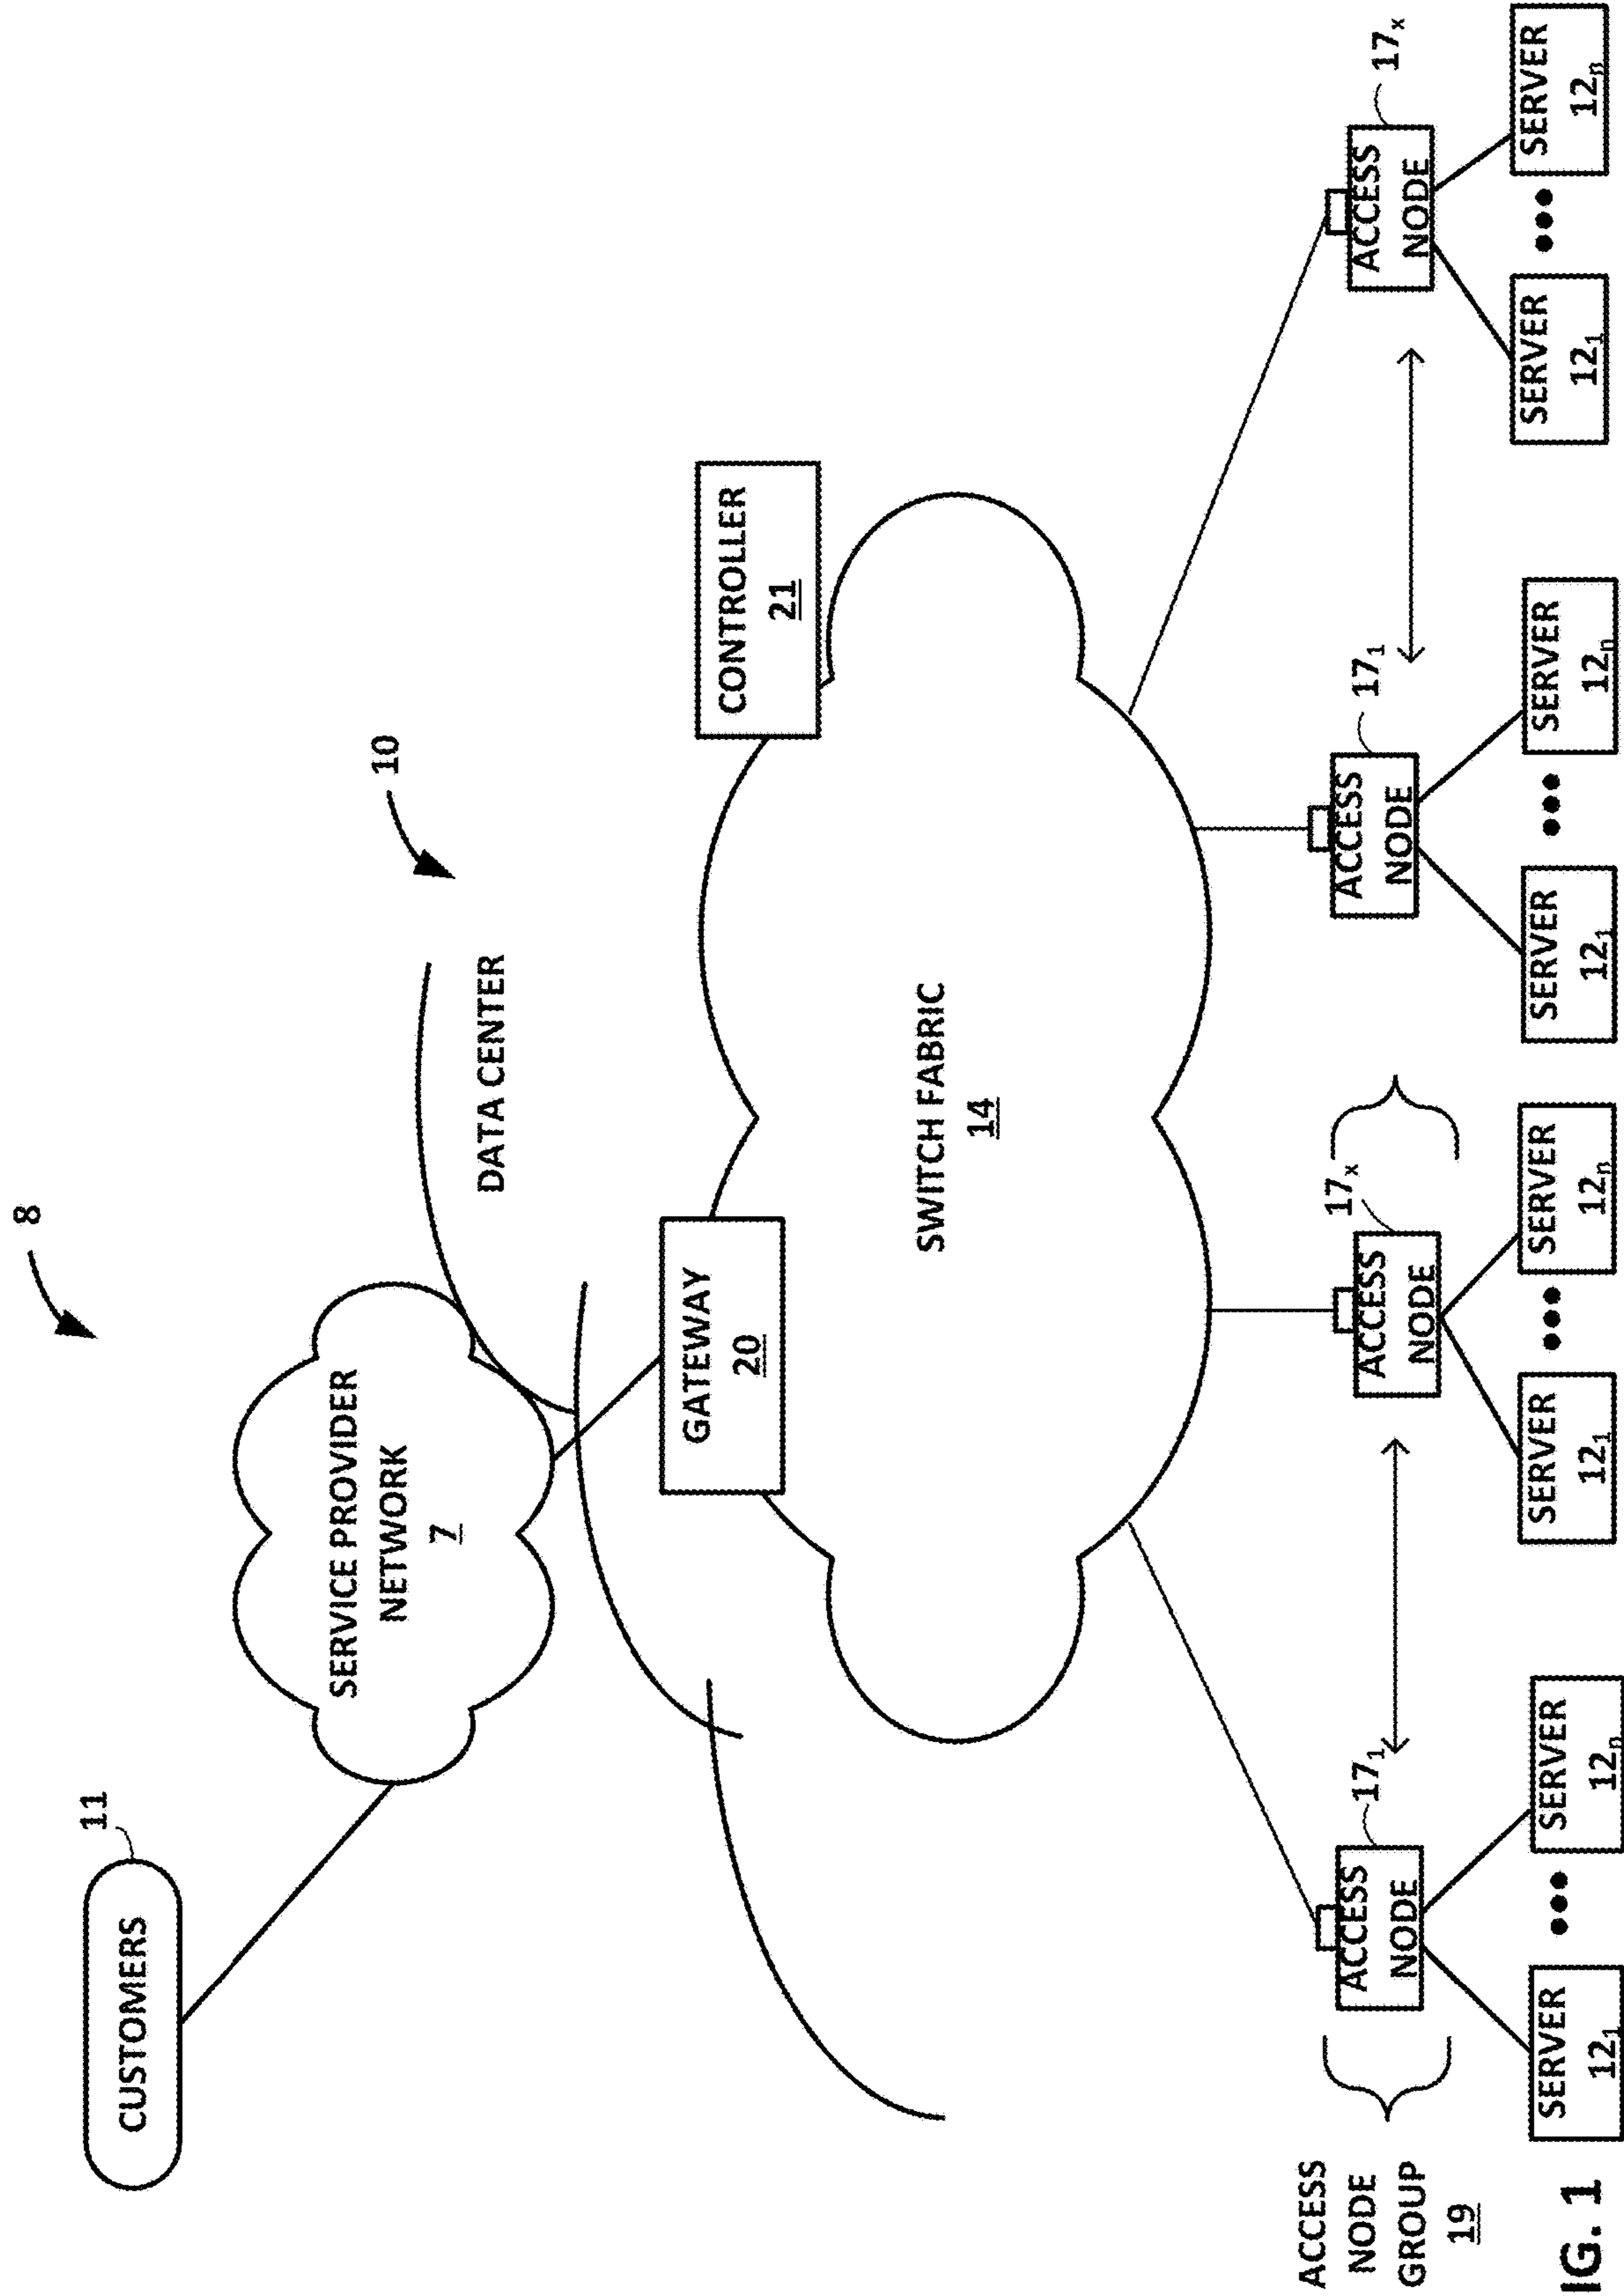 8
CUSTOMERS
11
SERVICE PROVIDER
NETWORK
7
10
DATA CENTER
GATEWAY
20
CONTROLLER
21
SWITCH FABRIC
14
ACCESS
NODE
GROUP
19
ACCESS
NODE
17₁
ACCESS
NODE
17ₓ
ACCESS
NODE
17₁
ACCESS
NODE
17ₓ
SERVER
12₁
SERVER
12ₙ
SERVER
12₁
SERVER
12ₙ
SERVER
12₁
SERVER
12ₙ
SERVER
12₁
SERVER
12ₙ
IG. 1